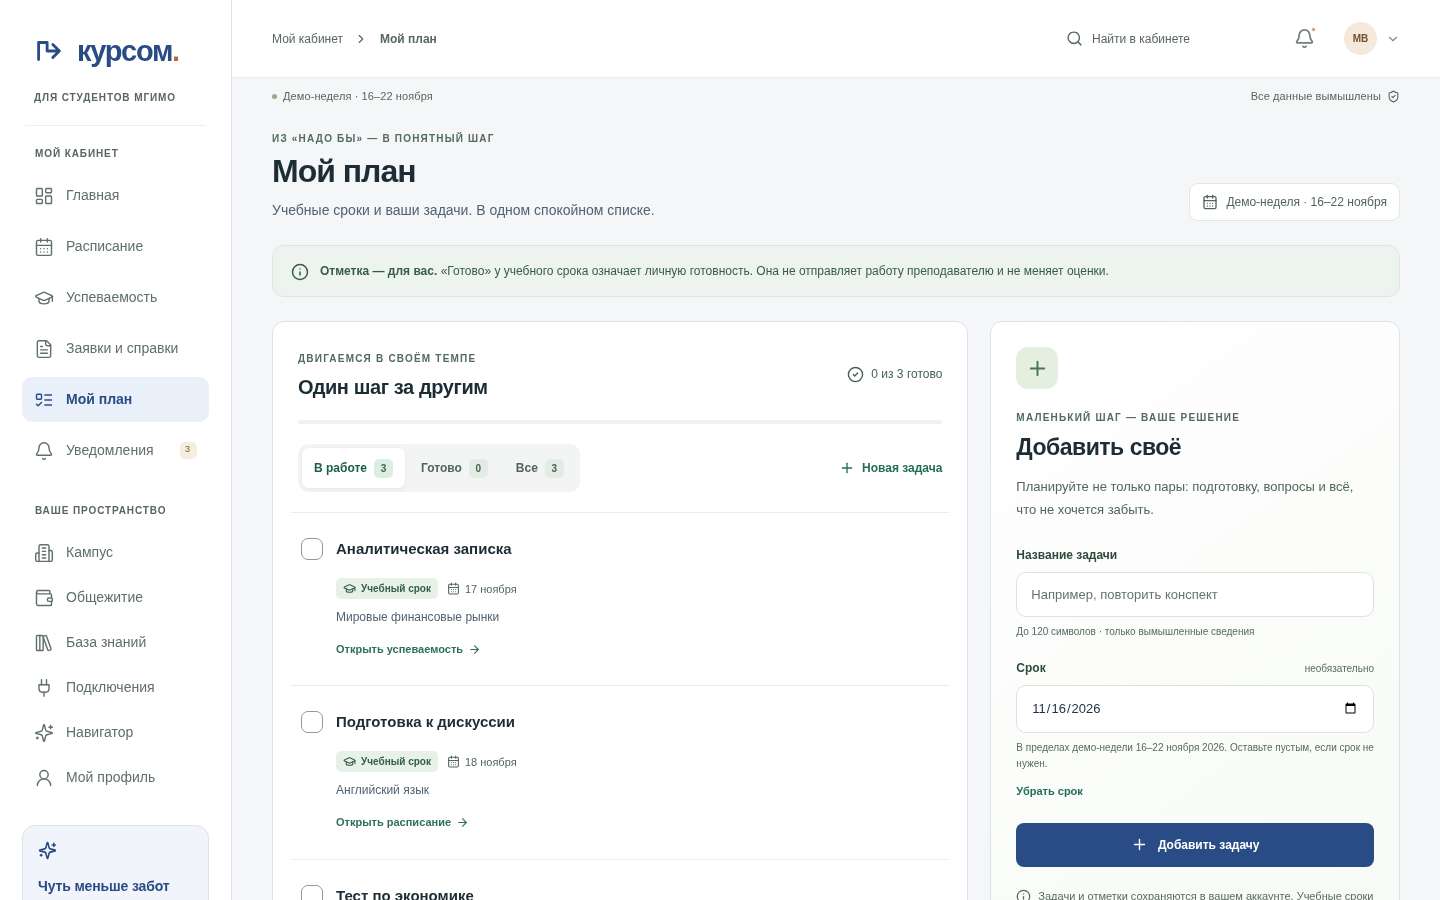 курсом.
ДЛЯ СТУДЕНТОВ МГИМО
МОЙ КАБИНЕТ
Главная
Расписание
Успеваемость
Заявки и справки
Мой план
Уведомления 3
ВАШЕ ПРОСТРАНСТВО
Кампус
Общежитие
База знаний
Подключения
Навигатор
Мой профиль
Чуть меньше забот
Мой кабинет Мой план
Найти в кабинете
МВ
Демо-неделя · 16–22 ноября
Все данные вымышлены
ИЗ «НАДО БЫ» — В ПОНЯТНЫЙ ШАГ
Мой план
Учебные сроки и ваши задачи. В одном спокойном списке.
Демо-неделя · 16–22 ноября
Отметка — для вас. «Готово» у учебного срока означает личную готовность. Она не отправляет работу преподавателю и не меняет оценки.
ДВИГАЕМСЯ В СВОЁМ ТЕМПЕ
Один шаг за другим
0 из 3 готово
В работе 3 Готово 0 Все 3
Новая задача
Аналитическая записка
Учебный срок 17 ноября
Мировые финансовые рынки
Открыть успеваемость
Подготовка к дискуссии
Учебный срок 18 ноября
Английский язык
Открыть расписание
Тест по экономике
МАЛЕНЬКИЙ ШАГ — ВАШЕ РЕШЕНИЕ
Добавить своё
Планируйте не только пары: подготовку, вопросы и всё,
что не хочется забыть.
Название задачи
Например, повторить конспект
До 120 символов · только вымышленные сведения
Срок необязательно
11/16/2026
В пределах демо-недели 16–22 ноября 2026. Оставьте пустым, если срок не
нужен.
Убрать срок
Добавить задачу
Задачи и отметки сохраняются в вашем аккаунте. Учебные сроки